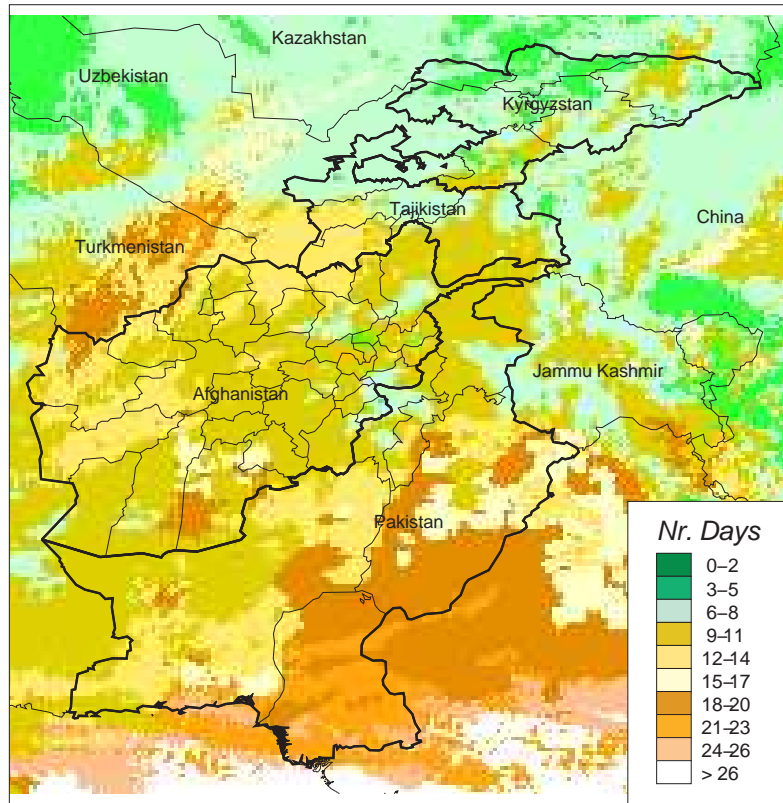 Kazakhstan
Uzbekistan
Kyrgyzstan
Tajikistan
China
Turkmenistan
Jammu Kashmir
Afghanistan
Pakistan
Nr. Days
0–2
3–5
6–8
9–11
12–14
15–17
18–20
21–23
24–26
> 26